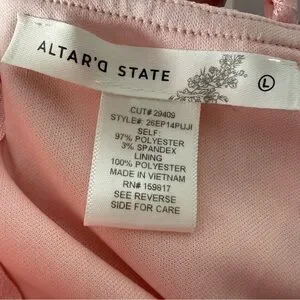 ALTAR'D STATE
L
CUT# 29409
STYLE#: 26EP14PUJI
SELF:
97% POLYESTER
3% SPANDEX
LINING
100% POLYESTER
MADE IN VIETNAM
RN# 159817
SEE REVERSE
SIDE FOR CARE